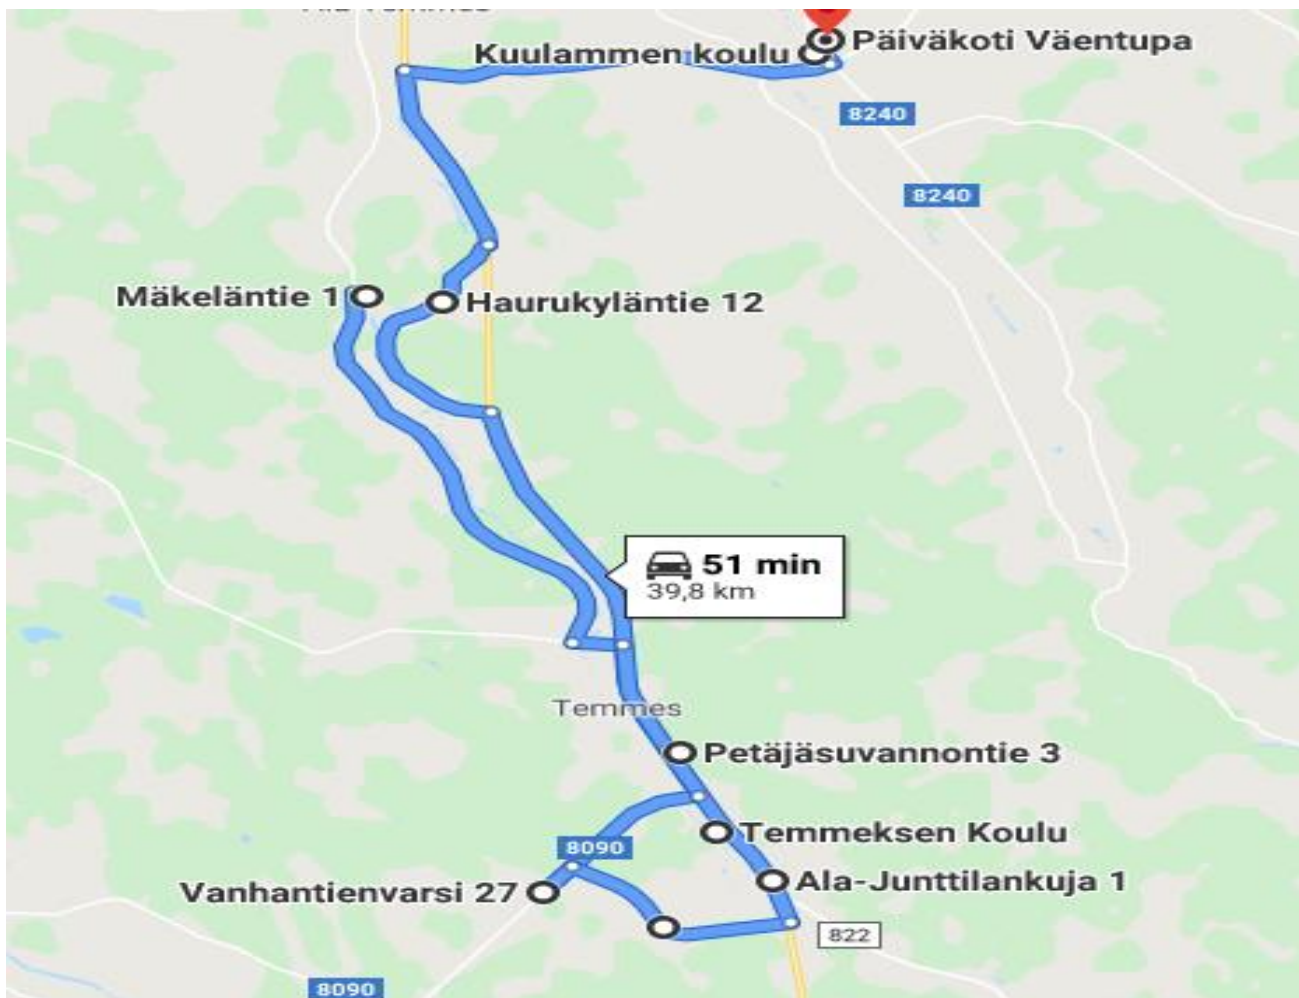 Kuulammen koulu
Päiväkoti Väentupa
8240
8240
Mäkeläntie 1
Haurukyläntie 12
51 min
39,8 km
Temmes
Petäjäsuvannontie 3
Temmeksen Koulu
8090
Ala-Junttilankuja 1
Vanhantienvarsi 27
822
8090